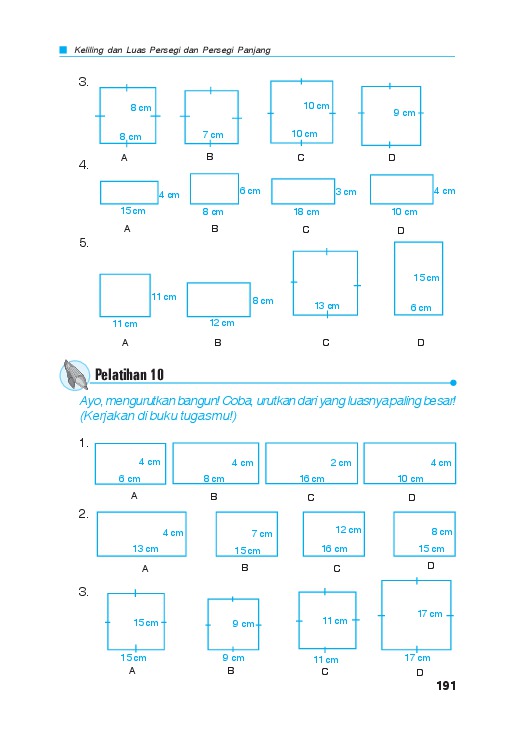 Keliling dan Luas Persegi dan Persegi Panjang
3.
8 cm
8 cm
7 cm
10 cm
10 cm
9 cm
A B C D
4.
4 cm
15 cm
6 cm
8 cm
3 cm
18 cm
4 cm
10 cm
A B C D
5.
11 cm
11 cm
8 cm
12 cm
13 cm
15 cm
6 cm
A B C D
Pelatihan 10
Ayo, mengurutkan bangun! Coba, urutkan dari yang luasnya paling besar!
(Kerjakan di buku tugasmu!)
1.
4 cm
6 cm
4 cm
8 cm
2 cm
16 cm
4 cm
10 cm
A B C D
2.
4 cm
13 cm
7 cm
15 cm
12 cm
16 cm
8 cm
15 cm
A B C D
3.
15 cm
15 cm
9 cm
9 cm
11 cm
11 cm
17 cm
17 cm
A B C D
191